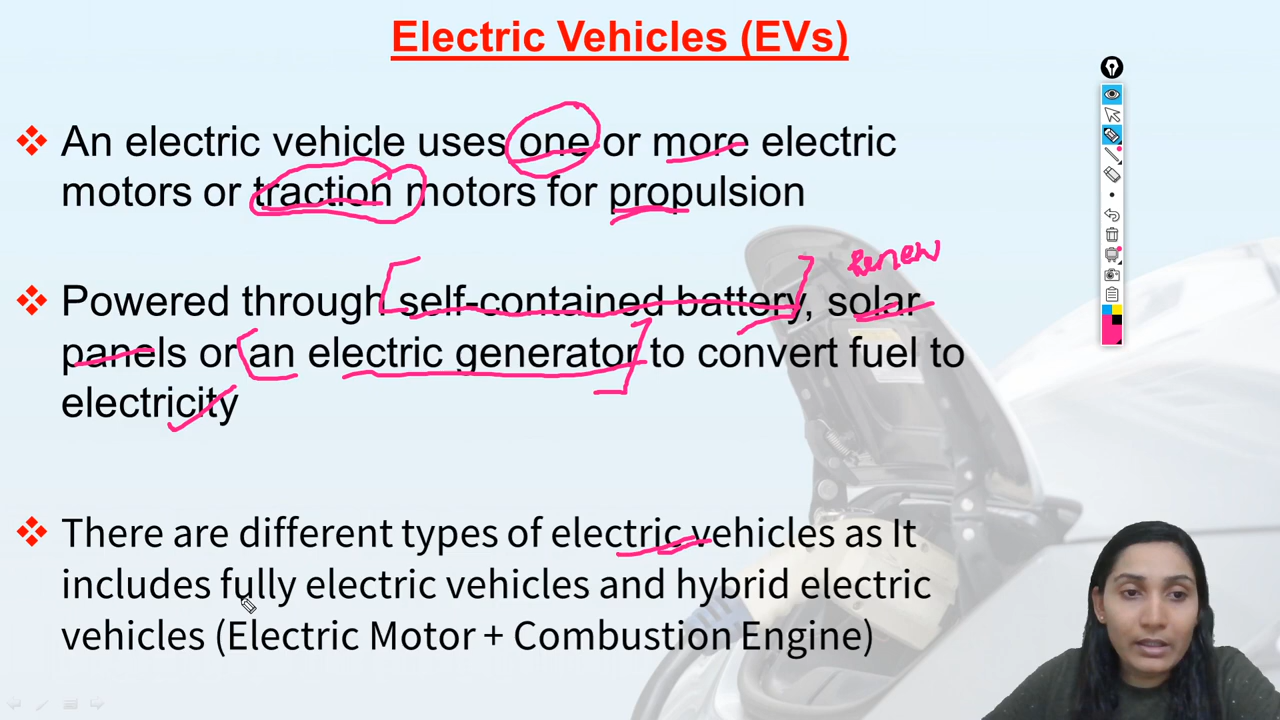 Electric Vehicles (EVs)
An electric vehicle uses one or more electric
motors or traction motors for propulsion
renew
Powered through self-contained battery, solar
panels or an electric generator to convert fuel to
electricity
There are different types of electric vehicles as It
includes fully electric vehicles and hybrid electric
vehicles (Electric Motor + Combustion Engine)